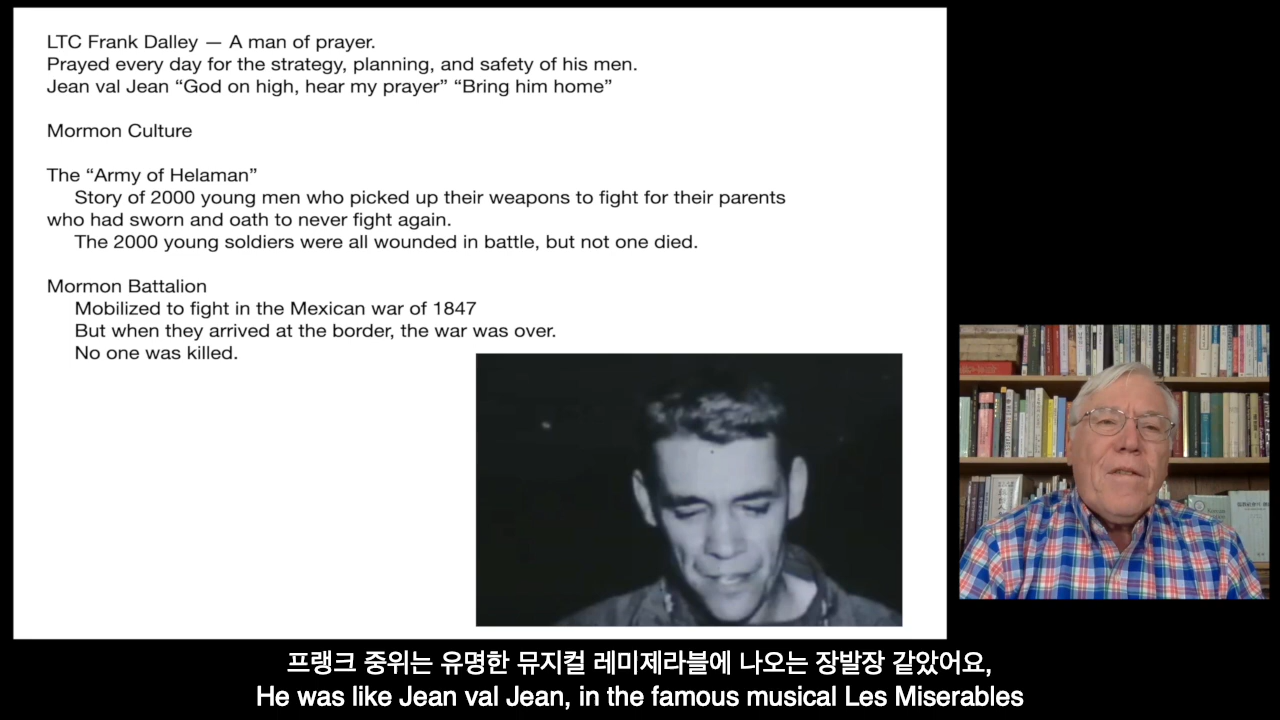 LTC Frank Dalley — A man of prayer.
Prayed every day for the strategy, planning, and safety of his men.
Jean val Jean “God on high, hear my prayer” “Bring him home”
Mormon Culture
The “Army of Helaman”
Story of 2000 young men who picked up their weapons to fight for their parents
who had sworn and oath to never fight again.
The 2000 young soldiers were all wounded in battle, but not one died.
Mormon Battalion
Mobilized to fight in the Mexican war of 1847
But when they arrived at the border, the war was over.
No one was killed.
프랭크 중위는 유명한 뮤지컬 레미제라블에 나오는 장발장 같았어요,
He was like Jean val Jean, in the famous musical Les Miserables